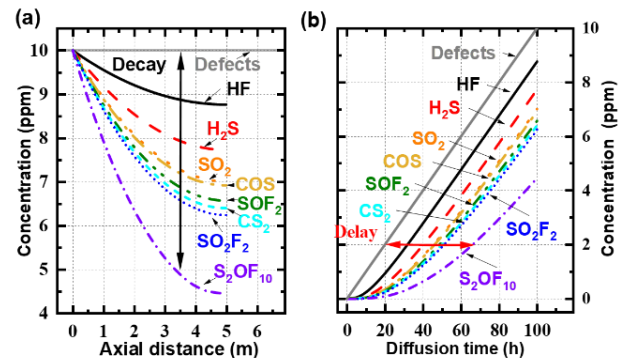 (a)
Concentration (ppm)
10
9
8
7
6
5
4
Decay
Defects
HF
H₂S
SO₂
COS
SOF₂
CS₂
SO₂F₂
S₂OF₁₀
0 1 2 3 4 5 6
Axial distance (m)
(b)
Defects
HF
H₂S
SO₂
COS
SOF₂
CS₂
Delay
SO₂F₂
S₂OF₁₀
10
8
6
4
2
0
Concentration (ppm)
0 20 40 60 80 100
Diffusion time (h)